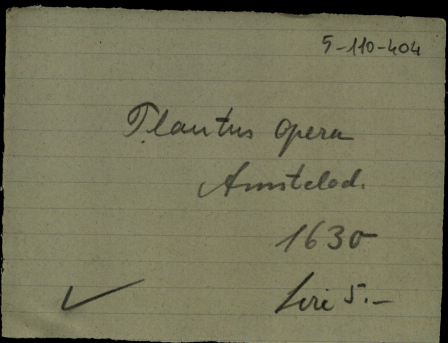 5-110-404
Plautus Opera
Amstelod.
1630
Lire 5.-